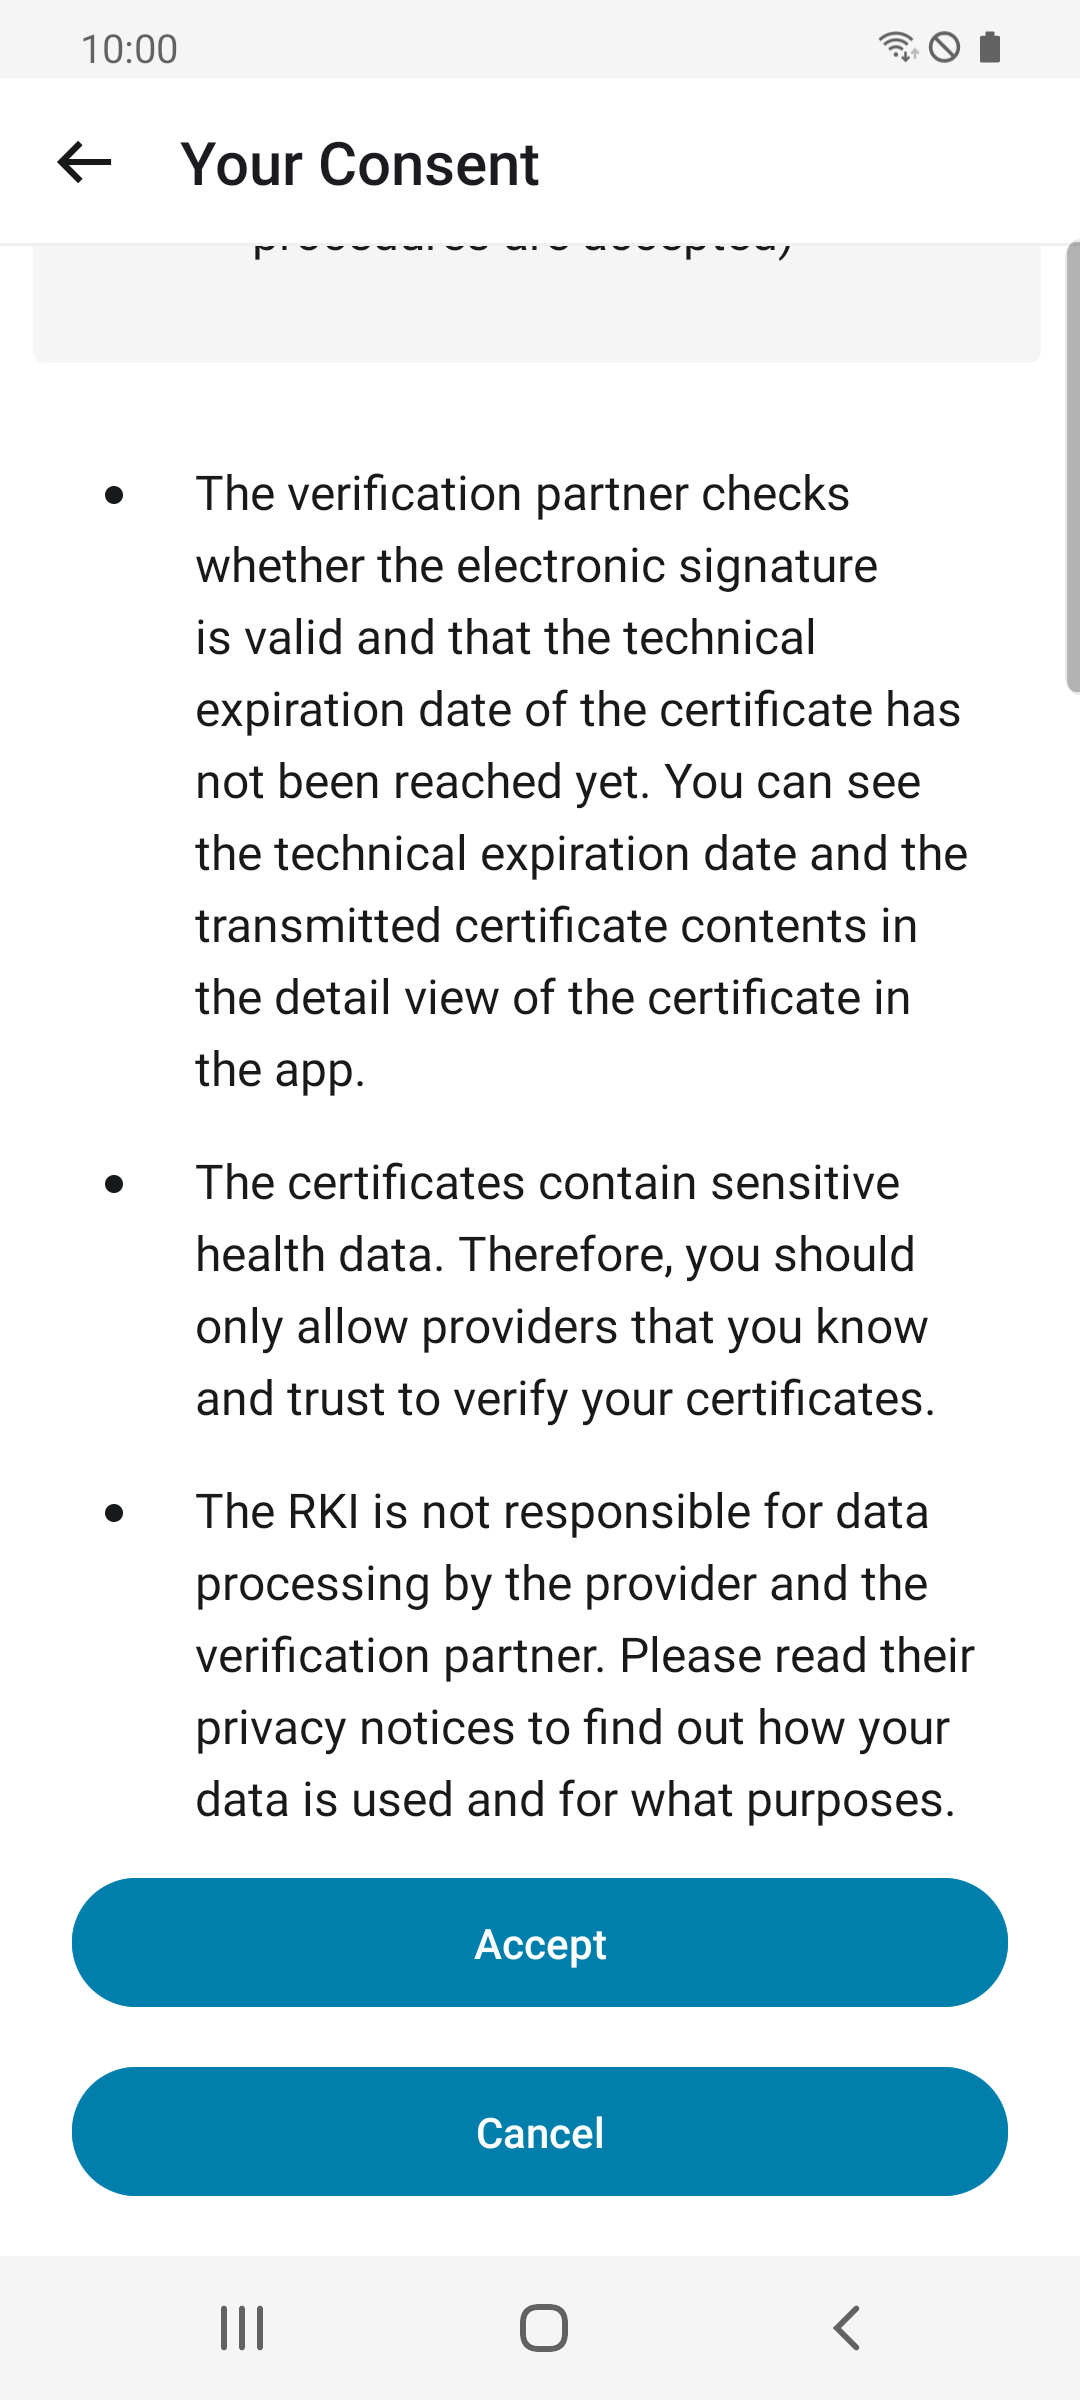 10:00
Your Consent
procedures are accepted)
The verification partner checks
whether the electronic signature
is valid and that the technical
expiration date of the certificate has
not been reached yet. You can see
the technical expiration date and the
transmitted certificate contents in
the detail view of the certificate in
the app.
The certificates contain sensitive
health data. Therefore, you should
only allow providers that you know
and trust to verify your certificates.
The RKI is not responsible for data
processing by the provider and the
verification partner. Please read their
privacy notices to find out how your
data is used and for what purposes.
Accept
Cancel